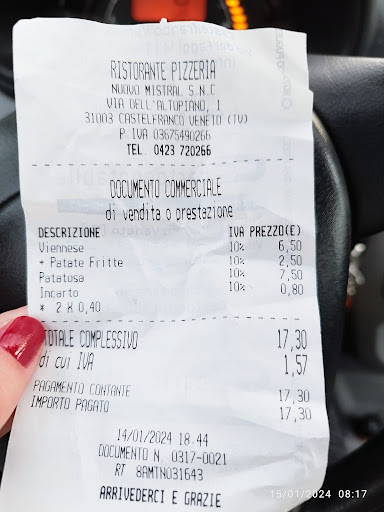 RISTORANTE PIZZERIA
NUOVO MISTRAL S.N.C
VIA DELL'ALTOPIANO, 1
31003 CASTELFRANCO VENETO (TV)
P.IVA 03675490266
TEL. 0423 720266
DOCUMENTO COMMERCIALE
di vendita o prestazione
DESCRIZIONE IVA PREZZO(€)
Viennese 10% 6,50
+ Patate Fritte 10% 2,50
Patatosa 10% 7,50
Incarto 10% 0,80
* 2 X 0,40
TOTALE COMPLESSIVO 17,30
di cui IVA 1,57
PAGAMENTO CONTANTE 17,30
IMPORTO PAGATO 17,30
14/01/2024 18:44
DOCUMENTO N. 0317-0021
RT 8AMTN031643
ARRIVEDERCI E GRAZIE
15/01/2024 08:17